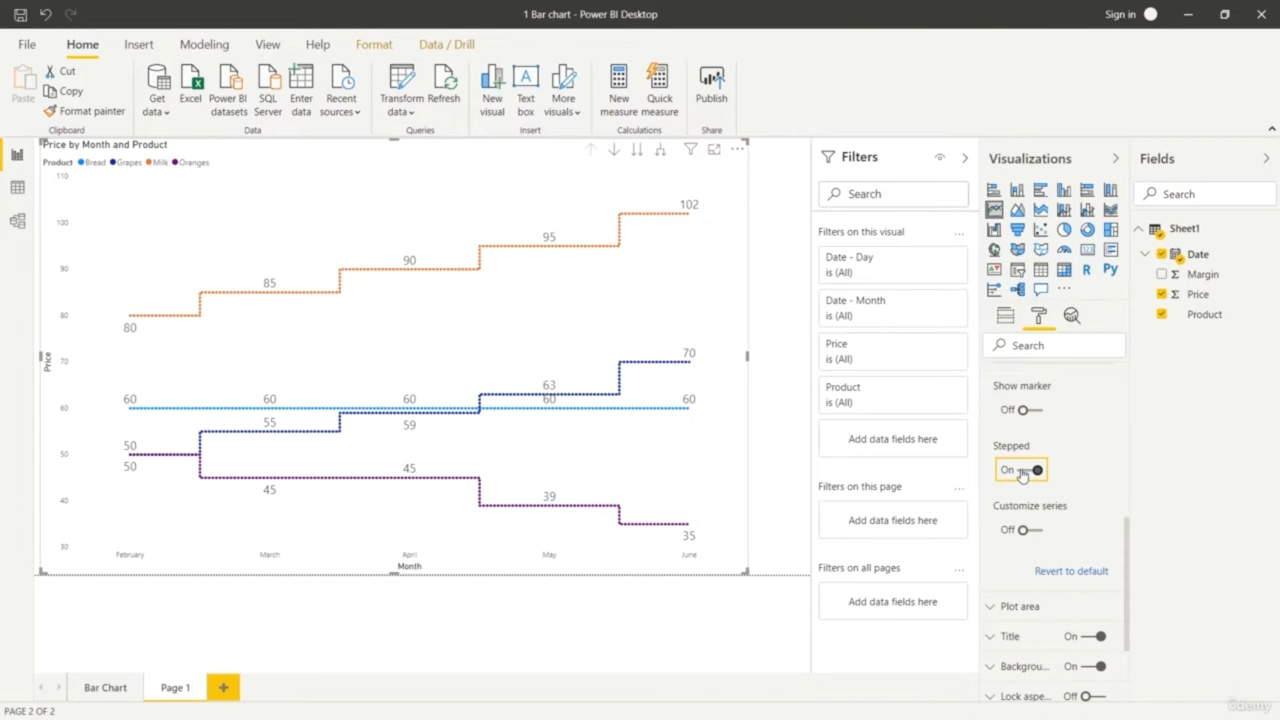 1 Bar chart - Power BI Desktop
Sign in
File Home Insert Modeling View Help Format Data / Drill
Paste
Cut
Copy
Format painter
Clipboard
Get data
Excel
Power BI datasets
SQL Server
Enter data
Recent sources
Data
Transform data
Refresh
Queries
New visual
A
Text box
More visuals
Insert
New measure
Quick measure
Calculations
Publish
Share
Price by Month and Product
Product Bread Grapes Milk Oranges
110
100
90
80
70
60
50
40
30
Price
80 85 90 95 102
60 60 60 60 60
50 55 59 63 70
50 45 45 39 35
February March April May June
Month
Filters
Search
Filters on this visual
Date - Day
is (All)
Date - Month
is (All)
Price
is (All)
Product
is (All)
Add data fields here
Filters on this page
Add data fields here
Filters on all pages
Add data fields here
Visualizations
123
R Py
Search
Show marker
Off
Stepped
On
Customize series
Off
Revert to default
Plot area
Title On
Backgrou... On
Lock aspe... Off
Fields
Search
Sheet1
Date
Σ Margin
Σ Price
Product
Bar Chart
Page 1
+
PAGE 2 OF 2
ûdemy